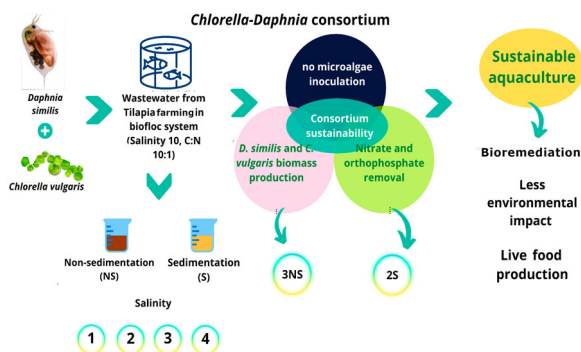 Chlorella-Daphnia consortium
Daphnia
similis
Chlorella vulgaris
Wastewater from
Tilapia farming in
biofloc system
(Salinity 10, C:N
10:1)
Non-sedimentation
(NS)
Sedimentation
(S)
Salinity
1
2
3
4
no microalgae
inoculation
Consortium
sustainability
D. similis and C.
vulgaris biomass
production
Nitrate and
orthophosphate
removal
3NS
2S
Sustainable
aquaculture
Bioremediation
Less
environmental
impact
Live food
production